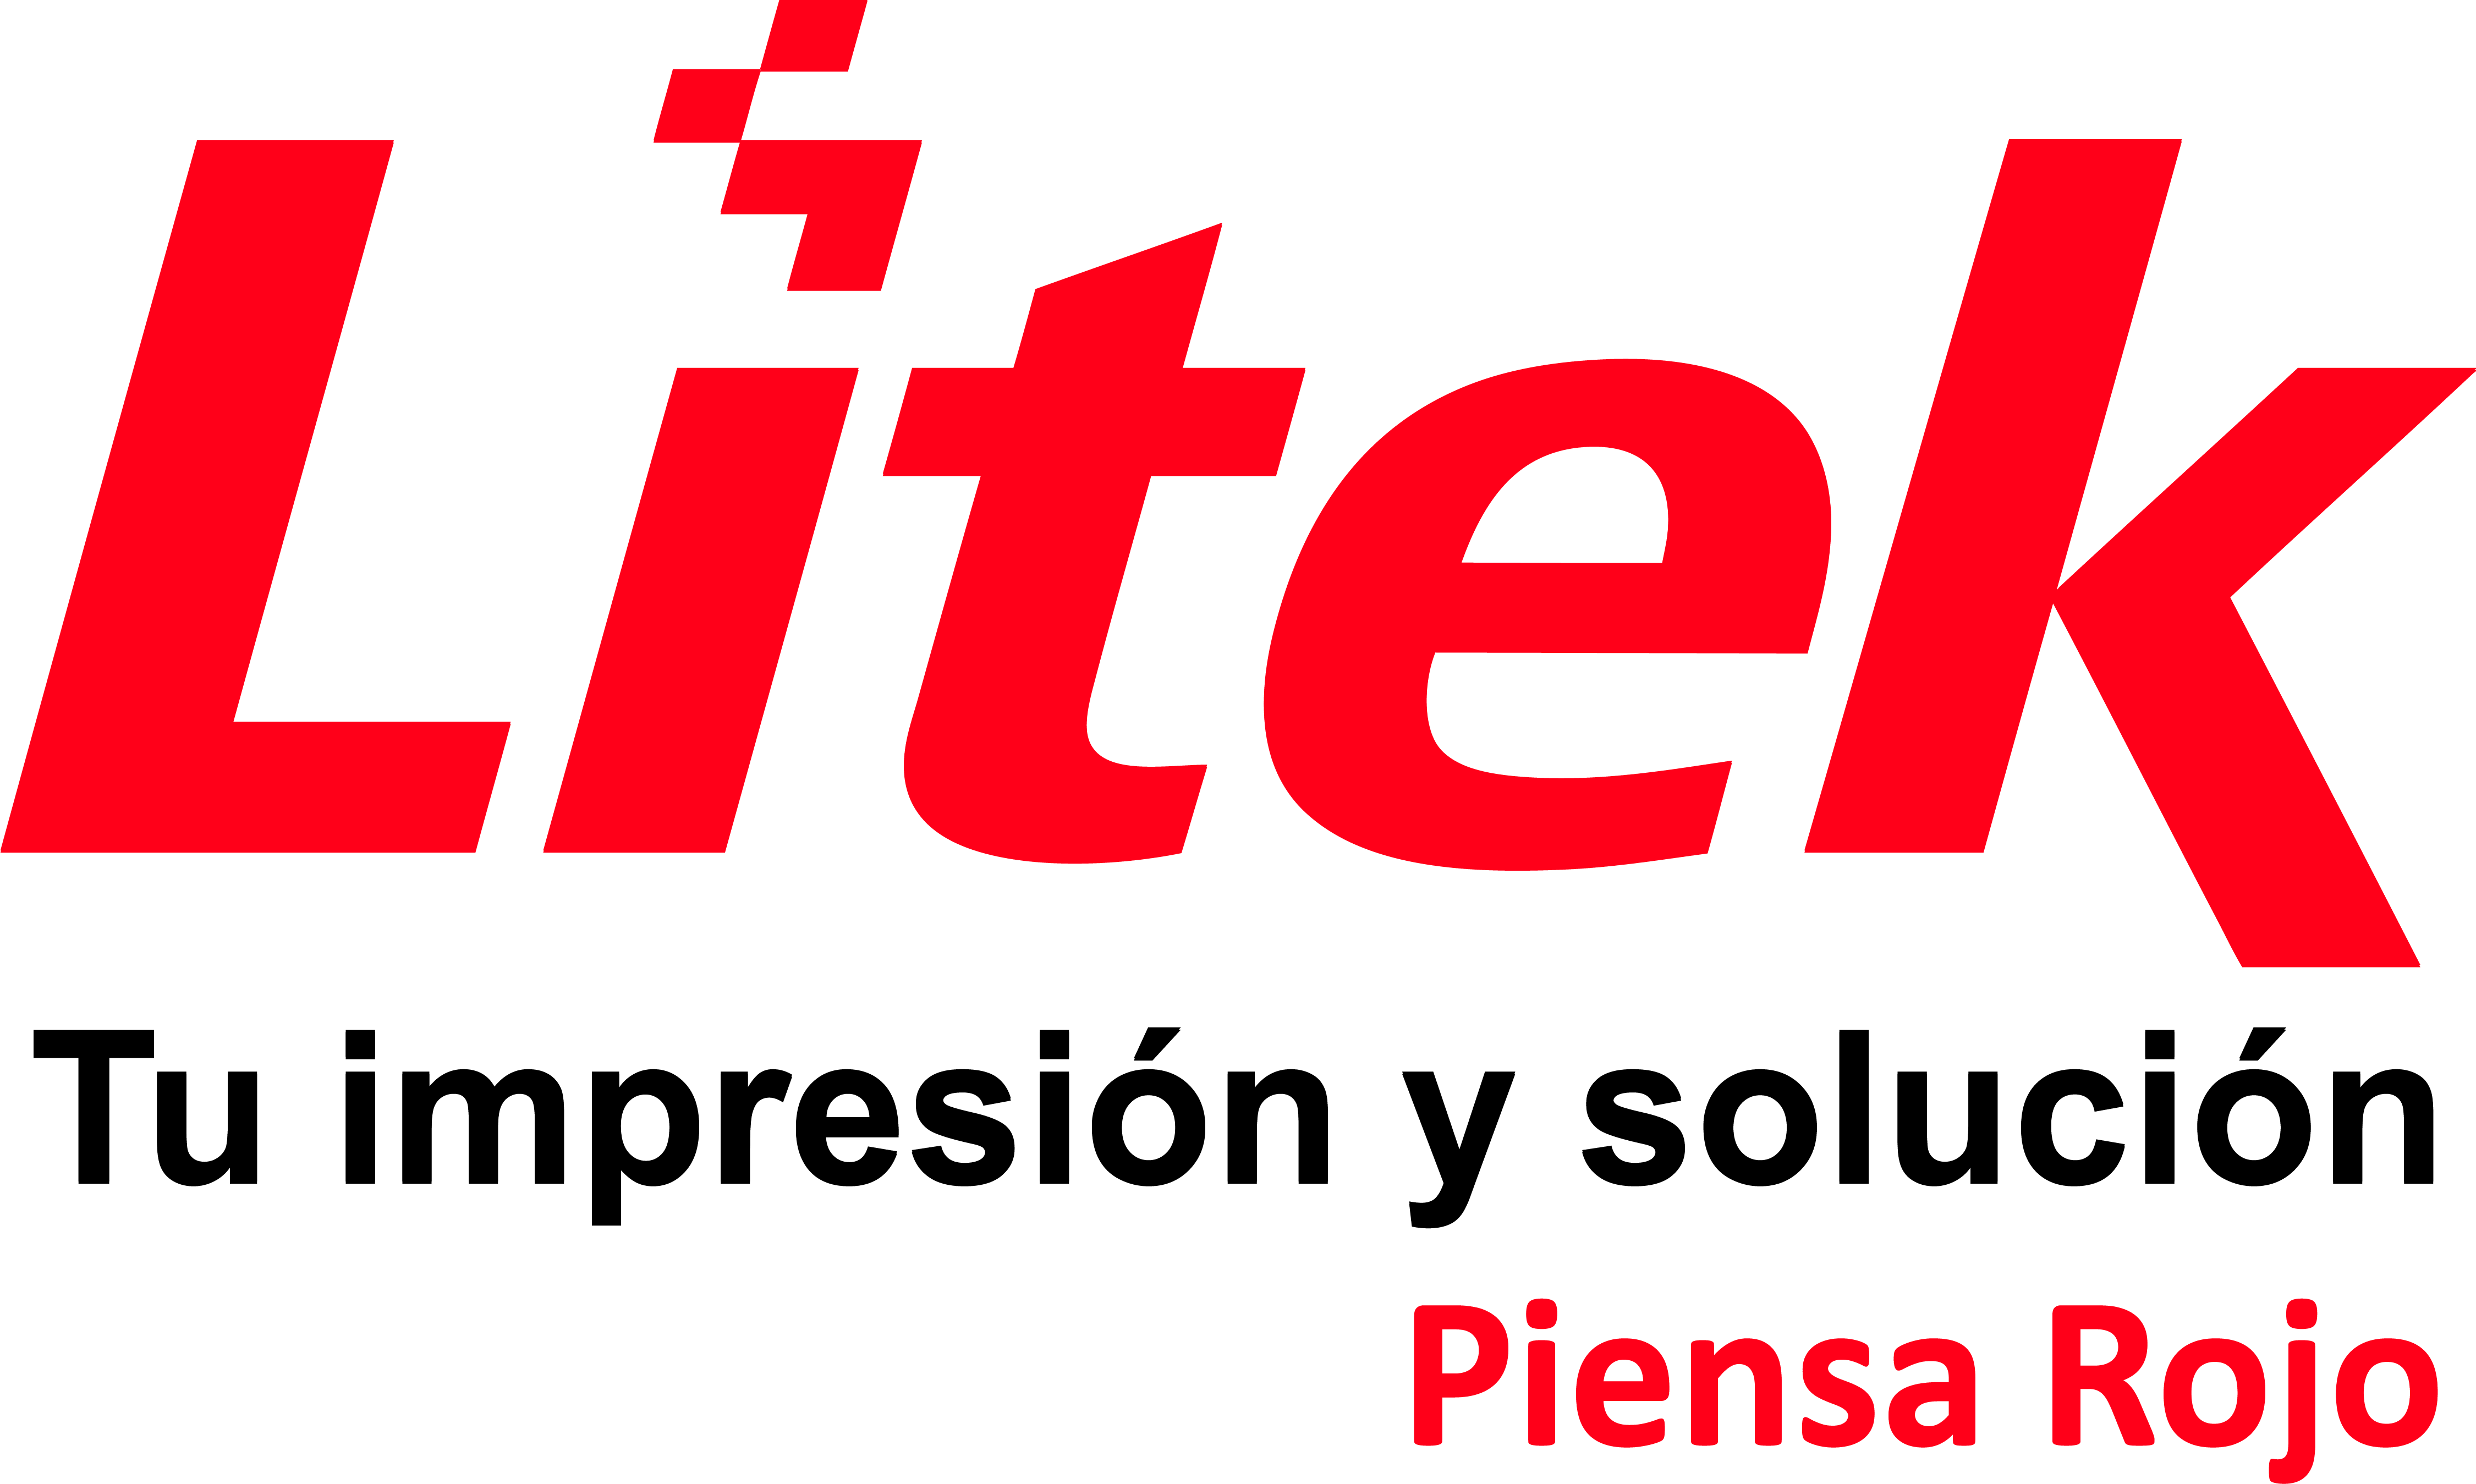 Litek
Tu impresión y solución
Piensa Rojo